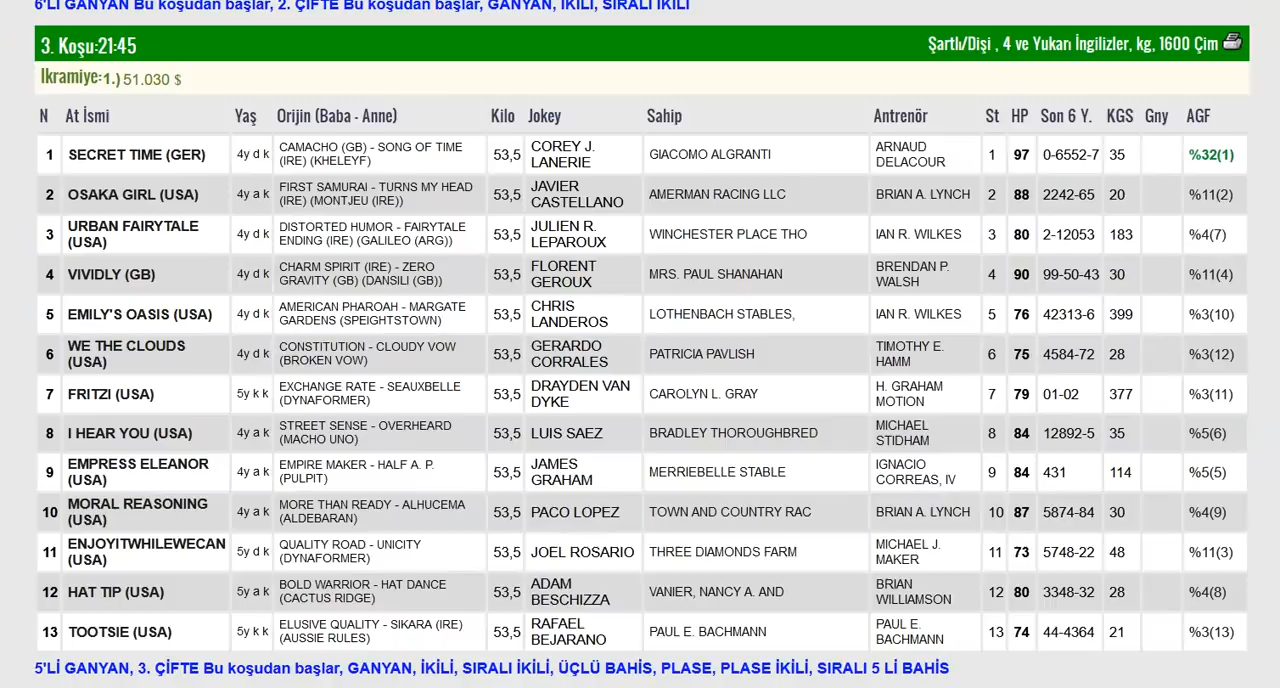 6'Lİ GANYAN Bu koşudan başlar, 2. ÇİFTE Bu koşudan başlar, GANYAN, İKİLİ, SIRALI İKİLİ
3. Koşu:21:45 Şartlı/Dişi , 4 ve Yukarı İngilizler, kg, 1600 Çim
Ikramiye:1.) 51.030 $
N At İsmi Yaş Orijin (Baba - Anne) Kilo Jokey Sahip Antrenör St HP Son 6 Y. KGS Gny AGF
1 SECRET TIME (GER) 4y d k CAMACHO (GB) - SONG OF TIME (IRE) (KHELEYF) 53,5 COREY J. LANERIE GIACOMO ALGRANTI ARNAUD DELACOUR 1 97 0-6552-7 35 %32(1)
2 OSAKA GIRL (USA) 4y a k FIRST SAMURAI - TURNS MY HEAD (IRE) (MONTJEU (IRE)) 53,5 JAVIER CASTELLANO AMERMAN RACING LLC BRIAN A. LYNCH 2 88 2242-65 20 %11(2)
3 URBAN FAIRYTALE (USA) 4y d k DISTORTED HUMOR - FAIRYTALE ENDING (IRE) (GALILEO (ARG)) 53,5 JULIEN R. LEPAROUX WINCHESTER PLACE THO IAN R. WILKES 3 80 2-12053 183 %4(7)
4 VIVIDLY (GB) 4y d k CHARM SPIRIT (IRE) - ZERO GRAVITY (GB) (DANSILI (GB)) 53,5 FLORENT GEROUX MRS. PAUL SHANAHAN BRENDAN P. WALSH 4 90 99-50-43 30 %11(4)
5 EMILY'S OASIS (USA) 4y d k AMERICAN PHAROAH - MARGATE GARDENS (SPEIGHTSTOWN) 53,5 CHRIS LANDEROS LOTHENBACH STABLES, IAN R. WILKES 5 76 42313-6 399 %3(10)
6 WE THE CLOUDS (USA) 4y d k CONSTITUTION - CLOUDY VOW (BROKEN VOW) 53,5 GERARDO CORRALES PATRICIA PAVLISH TIMOTHY E. HAMM 6 75 4584-72 28 %3(12)
7 FRITZI (USA) 5y k k EXCHANGE RATE - SEAUXBELLE (DYNAFORMER) 53,5 DRAYDEN VAN DYKE CAROLYN L. GRAY H. GRAHAM MOTION 7 79 01-02 377 %3(11)
8 I HEAR YOU (USA) 4y a k STREET SENSE - OVERHEARD (MACHO UNO) 53,5 LUIS SAEZ BRADLEY THOROUGHBRED MICHAEL STIDHAM 8 84 12892-5 35 %5(6)
9 EMPRESS ELEANOR (USA) 4y a k EMPIRE MAKER - HALF A. P. (PULPIT) 53,5 JAMES GRAHAM MERRIEBELLE STABLE IGNACIO CORREAS, IV 9 84 431 114 %5(5)
10 MORAL REASONING (USA) 4y a k MORE THAN READY - ALHUCEMA (ALDEBARAN) 53,5 PACO LOPEZ TOWN AND COUNTRY RAC BRIAN A. LYNCH 10 87 5874-84 30 %4(9)
11 ENJOYITWHILEWECAN (USA) 5y d k QUALITY ROAD - UNICITY (DYNAFORMER) 53,5 JOEL ROSARIO THREE DIAMONDS FARM MICHAEL J. MAKER 11 73 5748-22 48 %11(3)
12 HAT TIP (USA) 5y a k BOLD WARRIOR - HAT DANCE (CACTUS RIDGE) 53,5 ADAM BESCHIZZA VANIER, NANCY A. AND BRIAN WILLIAMSON 12 80 3348-32 28 %4(8)
13 TOOTSIE (USA) 5y k k ELUSIVE QUALITY - SIKARA (IRE) (AUSSIE RULES) 53,5 RAFAEL BEJARANO PAUL E. BACHMANN PAUL E. BACHMANN 13 74 44-4364 21 %3(13)
5'Lİ GANYAN, 3. ÇİFTE Bu koşudan başlar, GANYAN, İKİLİ, SIRALI İKİLİ, ÜÇLÜ BAHİS, PLASE, PLASE İKİLİ, SIRALI 5 Lİ BAHİS